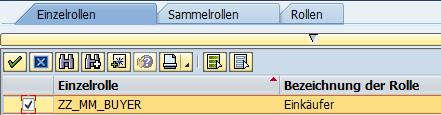 Einzelrollen Sammelrollen Rollen
Einzelrolle Bezeichnung der Rolle
ZZ_MM_BUYER Einkäufer